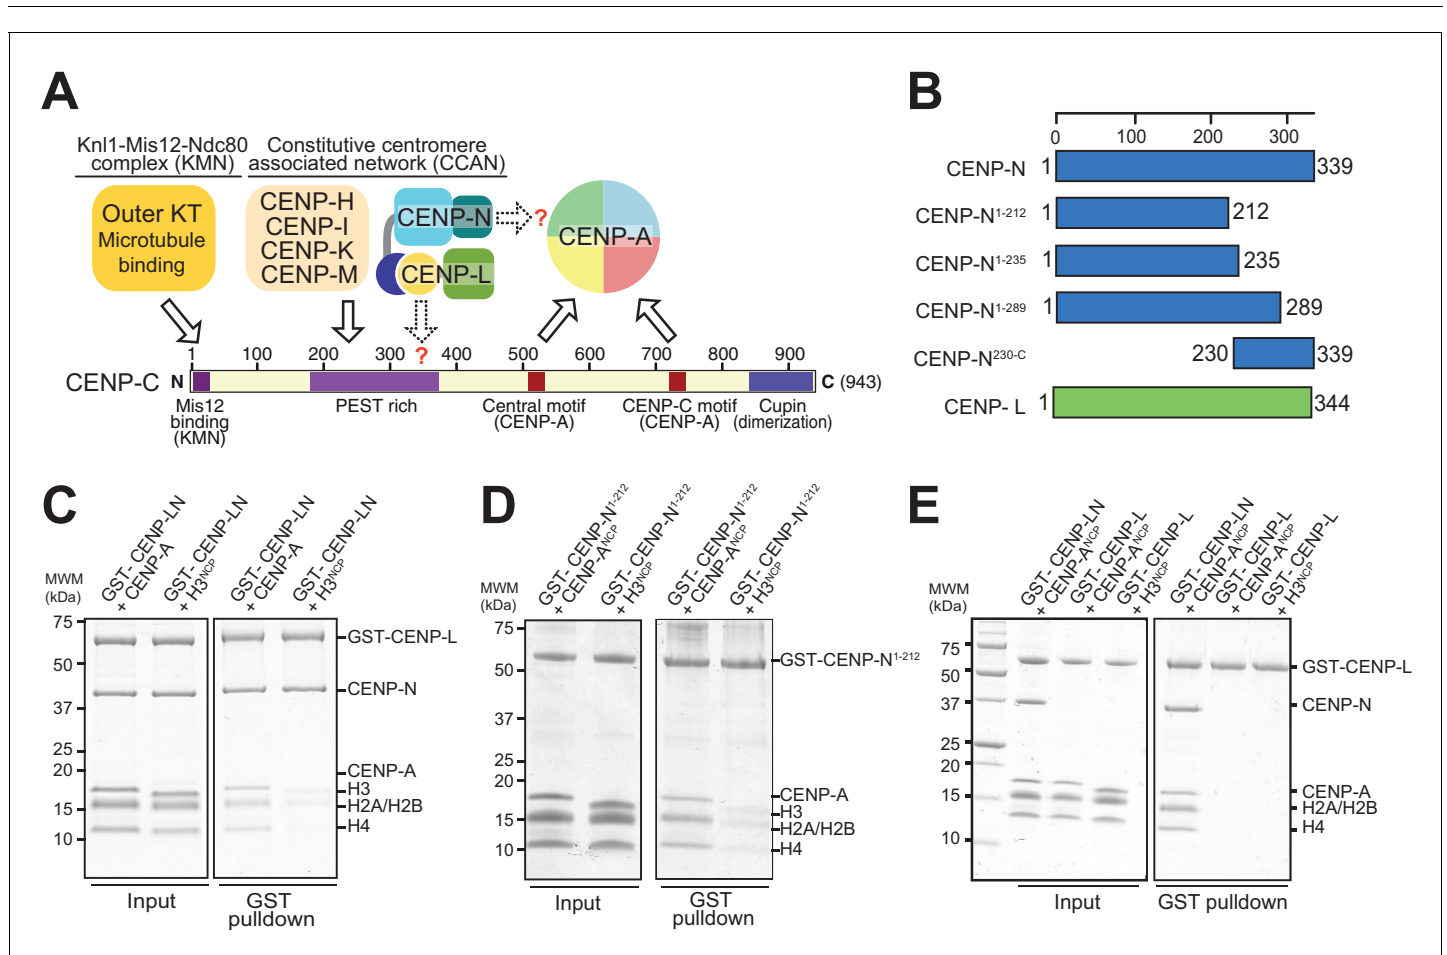 A
Knl1-Mis12-Ndc80
complex (KMN)
Constitutive centromere
associated network (CCAN)
Outer KT
Microtubule
binding
CENP-H
CENP-I
CENP-K
CENP-M
CENP-N
CENP-L
?
CENP-A
?
1 100 200 300 400 500 600 700 800 900
CENP-C N C (943)
Mis12
binding
(KMN)
PEST rich
Central motif
(CENP-A)
CENP-C motif
(CENP-A)
Cupin
(dimerization)
B
0 100 200 300
CENP-N 1 339
CENP-N1-212 1 212
CENP-N1-235 1 235
CENP-N1-289 1 289
CENP-N230-C 230 339
CENP- L 1 344
C
GST- CENP-LN
+ CENP-A
GST- CENP-LN
+ H3NCP
GST- CENP-LN
+ CENP-A
GST- CENP-LN
+ H3NCP
MWM
(kDa)
75
50
37
25
20
15
10
GST-CENP-L
CENP-N
CENP-A
H3
H2A/H2B
H4
Input
GST
pulldown
D
GST- CENP-N1-212
+ CENP-ANCP
GST- CENP-N1-212
+ H3NCP
GST- CENP-N1-212
+ CENP-ANCP
GST- CENP-N1-212
+ H3NCP
MWM
(kDa)
75
50
37
25
20
15
10
GST-CENP-N1-212
CENP-A
H3
H2A/H2B
H4
Input
GST
pulldown
E
GST- CENP-LN
+ CENP-ANCP
GST- CENP-L
+ CENP-ANCP
GST- CENP-L
+ H3NCP
GST- CENP-LN
+ CENP-ANCP
GST- CENP-L
+ CENP-ANCP
GST- CENP-L
+ H3NCP
MWM
(kDa)
75
50
37
25
20
15
10
GST-CENP-L
CENP-N
CENP-A
H2A/H2B
H4
Input
GST pulldown